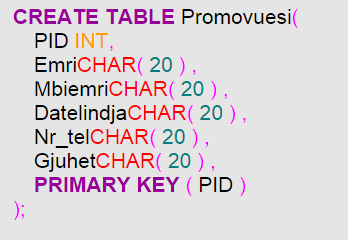 CREATE TABLE Promovuesi(
PID INT,
EmriCHAR( 20 ) ,
MbiemriCHAR( 20 ) ,
DatelindjaCHAR( 20 ) ,
Nr_telCHAR( 20 ) ,
GjuhetCHAR( 20 ) ,
PRIMARY KEY ( PID )
);